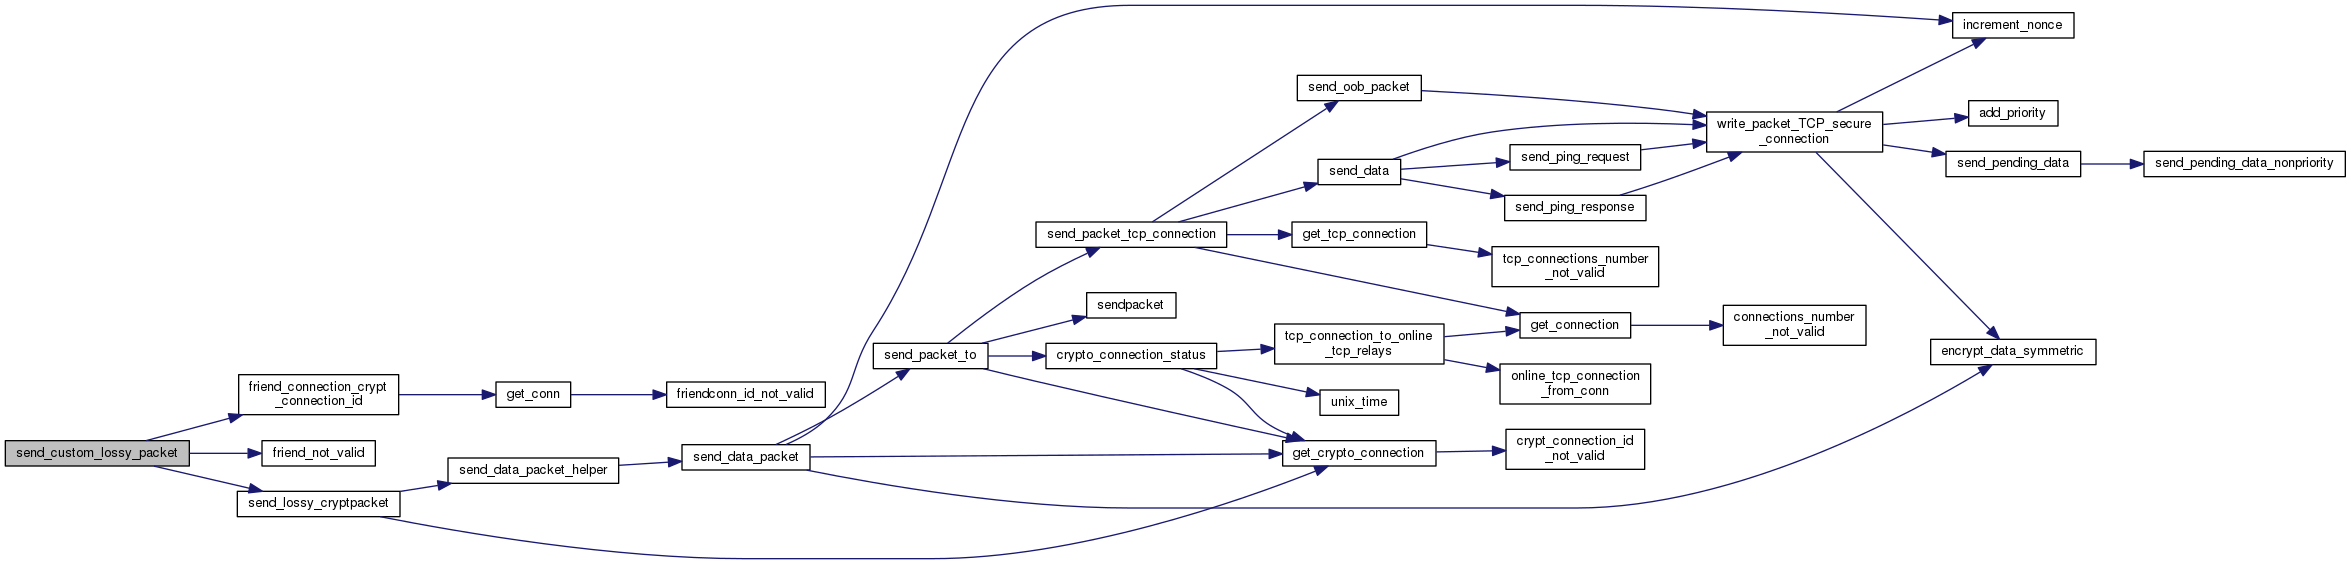 send_custom_lossy_packet
friend_connection_crypt
_connection_id
friend_not_valid
send_lossy_cryptpacket
get_conn
friendconn_id_not_valid
send_data_packet_helper
send_data_packet
send_packet_to
send_packet_tcp_connection
sendpacket
crypto_connection_status
send_oob_packet
send_data
get_tcp_connection
tcp_connection_to_online
_tcp_relays
unix_time
get_crypto_connection
send_ping_request
send_ping_response
tcp_connections_number
_not_valid
get_connection
online_tcp_connection
_from_conn
crypt_connection_id
_not_valid
write_packet_TCP_secure
_connection
connections_number
_not_valid
increment_nonce
add_priority
send_pending_data
encrypt_data_symmetric
send_pending_data_nonpriority